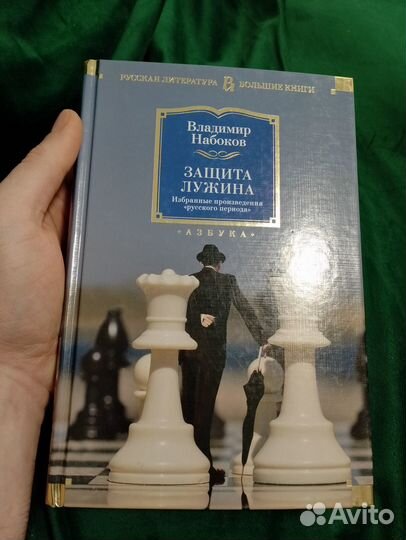 РУССКАЯ ЛИТЕРАТУРА БОЛЬШИЕ КНИГИ
Владимир
Набоков
ЗАЩИТА
ЛУЖИНА
Избранные произведения
«русского периода»
«АЗБУКА»
Avito